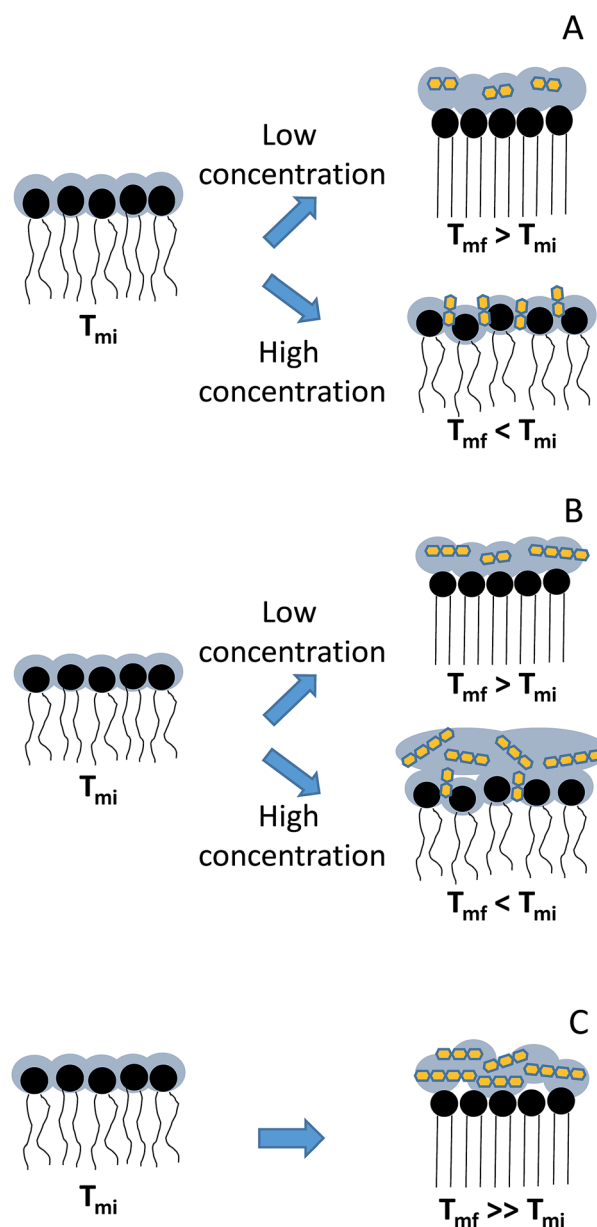 A
Low
concentration
Tmf > Tmi
Tmi
High
concentration
Tmf < Tmi
B
Low
concentration
Tmf > Tmi
Tmi
High
concentration
Tmf < Tmi
C
Tmi
Tmf >> Tmi